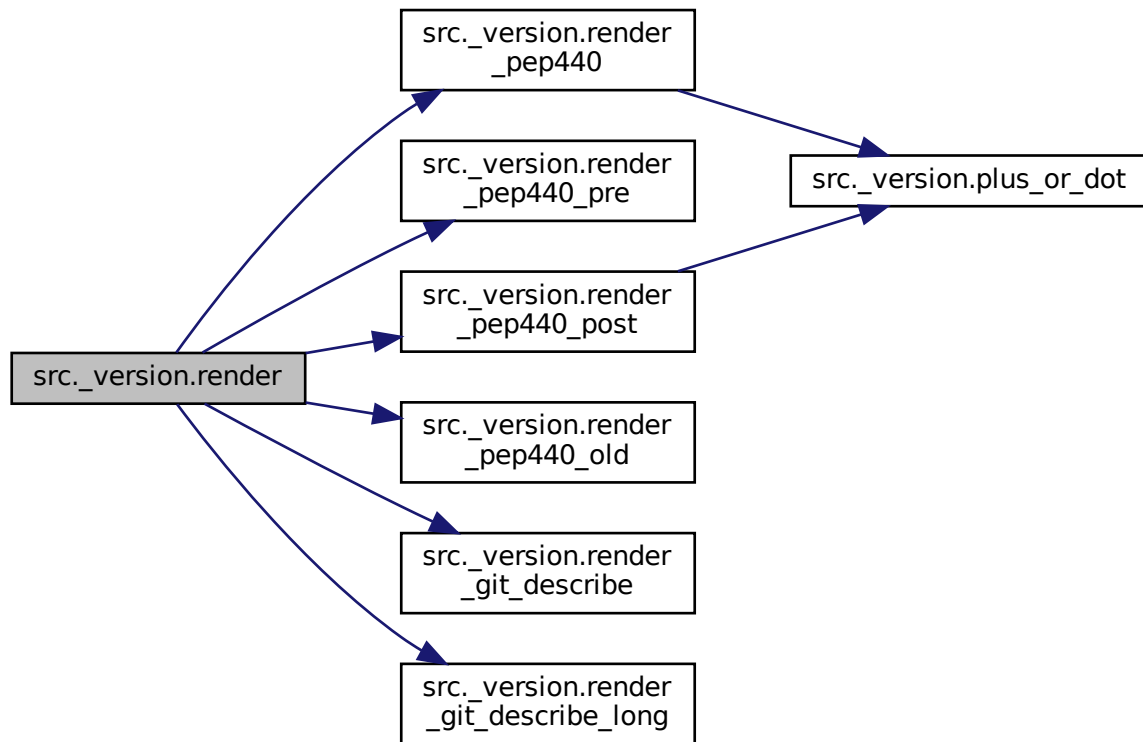 src._version.render
_pep440
src._version.render
_pep440_pre
src._version.plus_or_dot
src._version.render
_pep440_post
src._version.render
src._version.render
_pep440_old
src._version.render
_git_describe
src._version.render
_git_describe_long